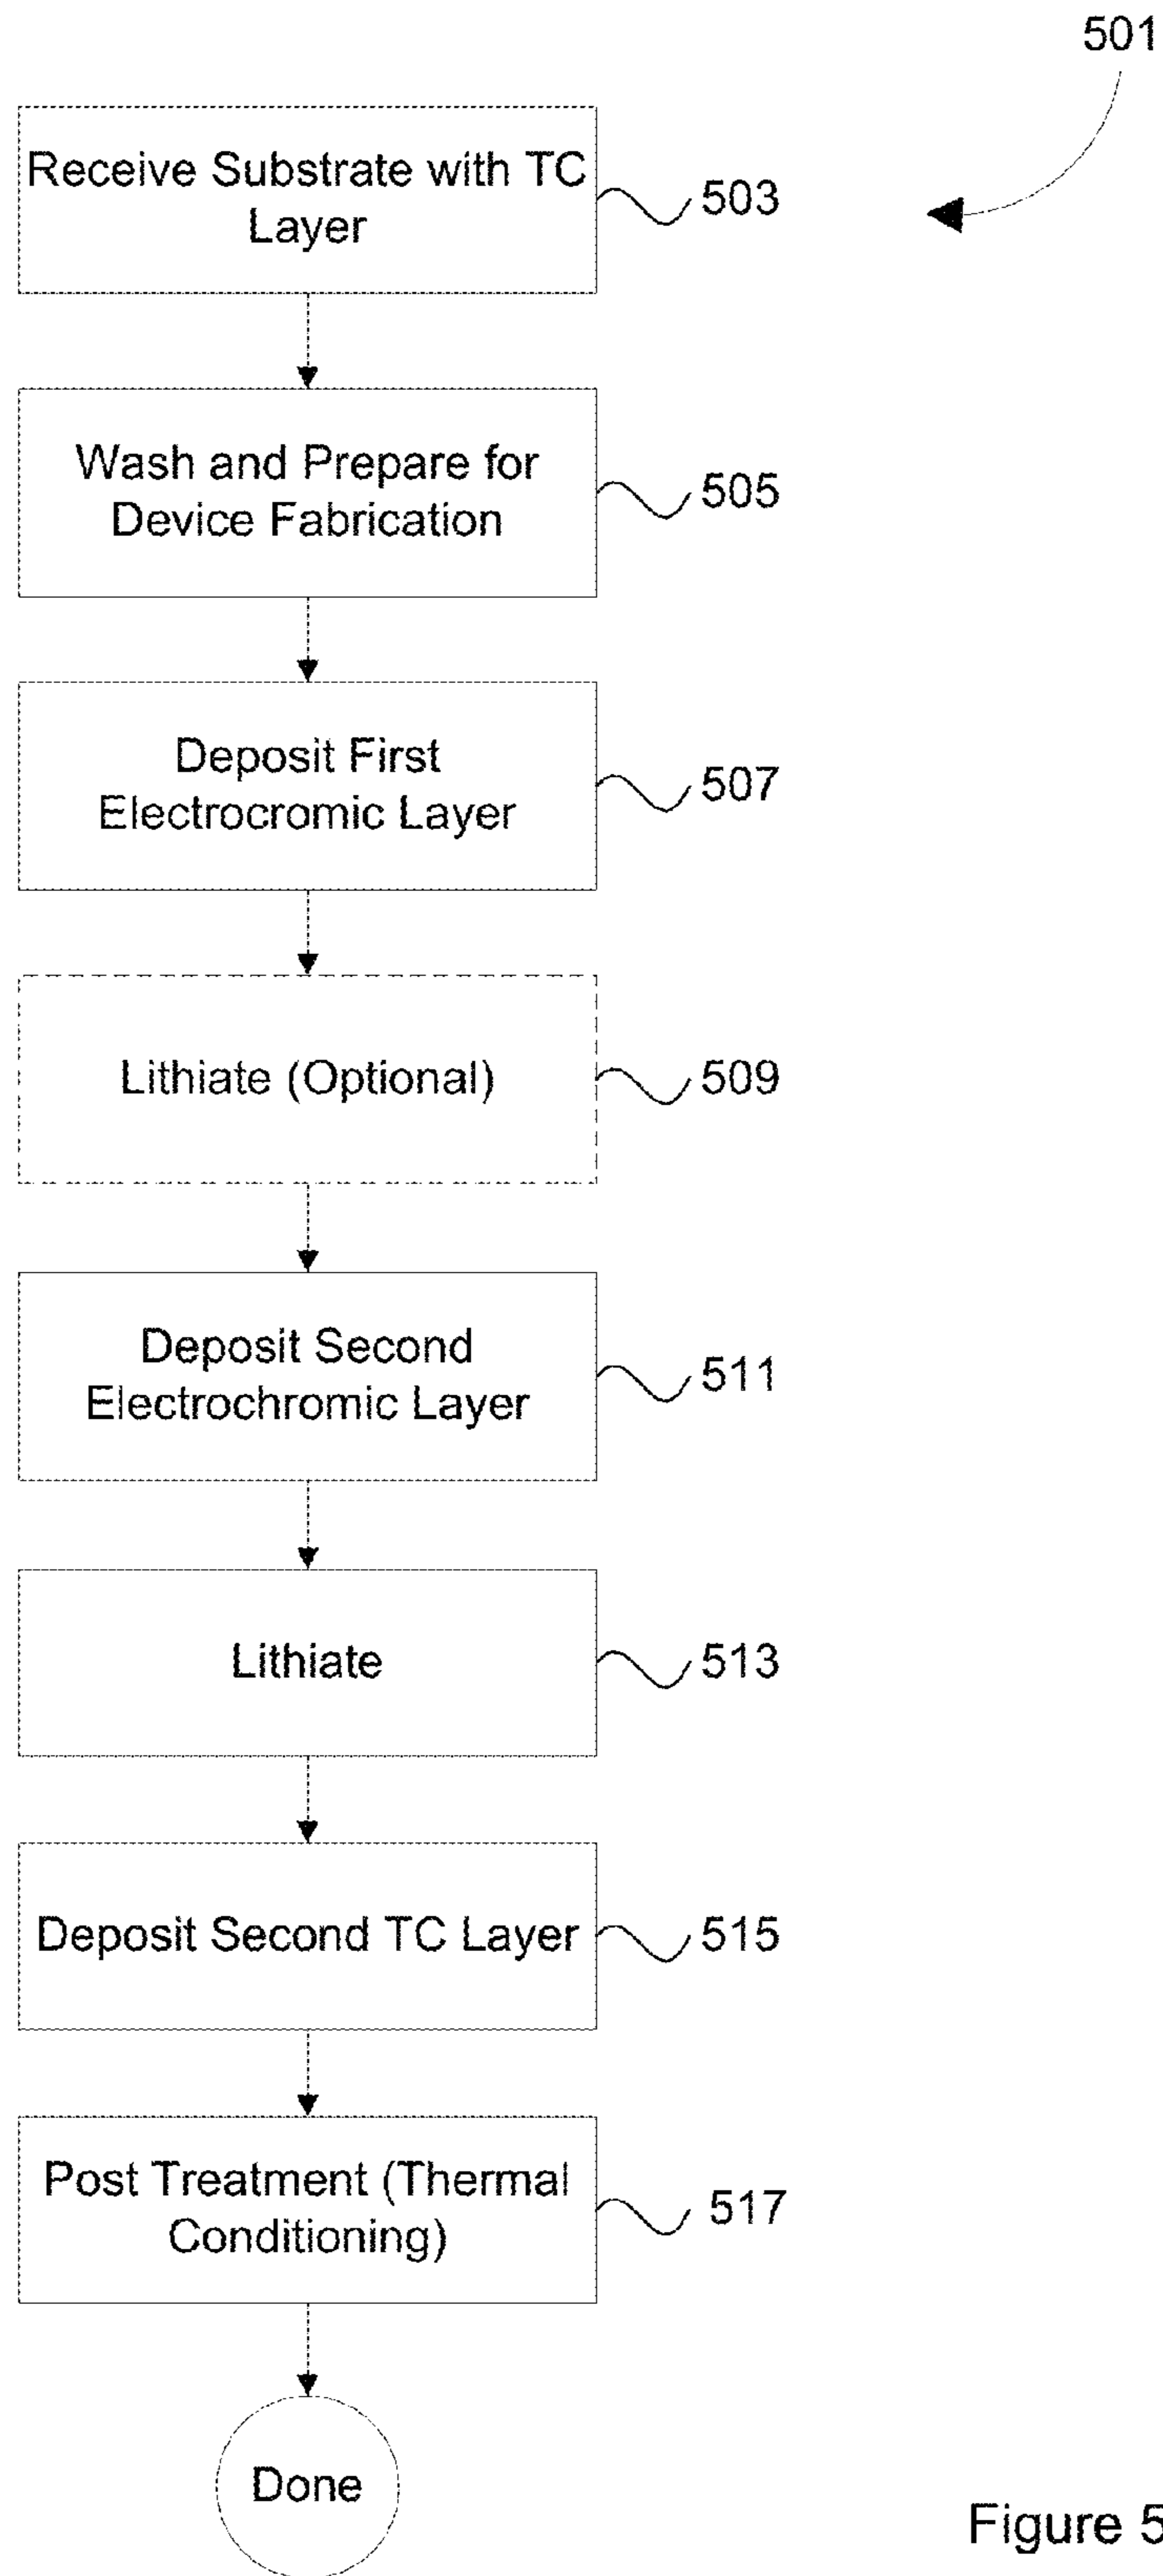 501
Receive Substrate with TC
Layer
503
Wash and Prepare for
Device Fabrication
505
Deposit First
Electrocromic Layer
507
Lithiate (Optional)
509
Deposit Second
Electrochromic Layer
511
Lithiate
513
Deposit Second TC Layer
515
Post Treatment (Thermal
Conditioning)
517
Done
Figure 5